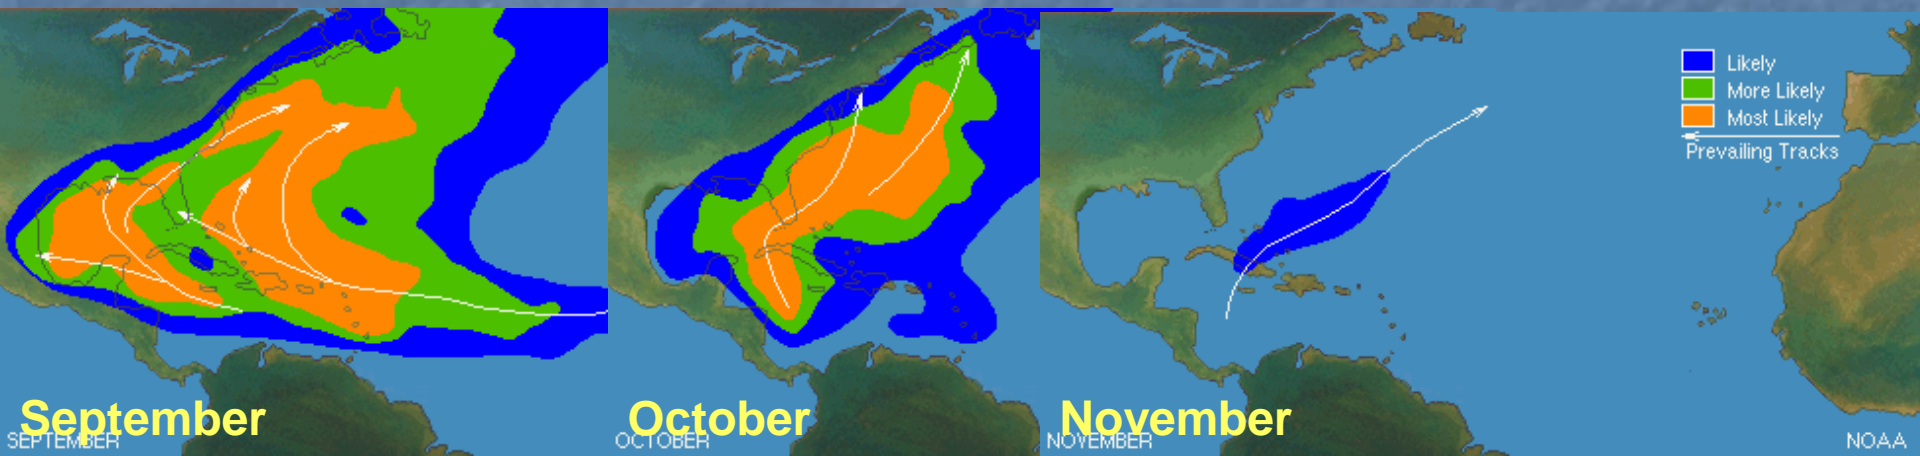 September
SEPTEMBER
October
OCTOBER
November
NOVEMBER
Likely
More Likely
Most Likely
Prevailing Tracks
NOAA